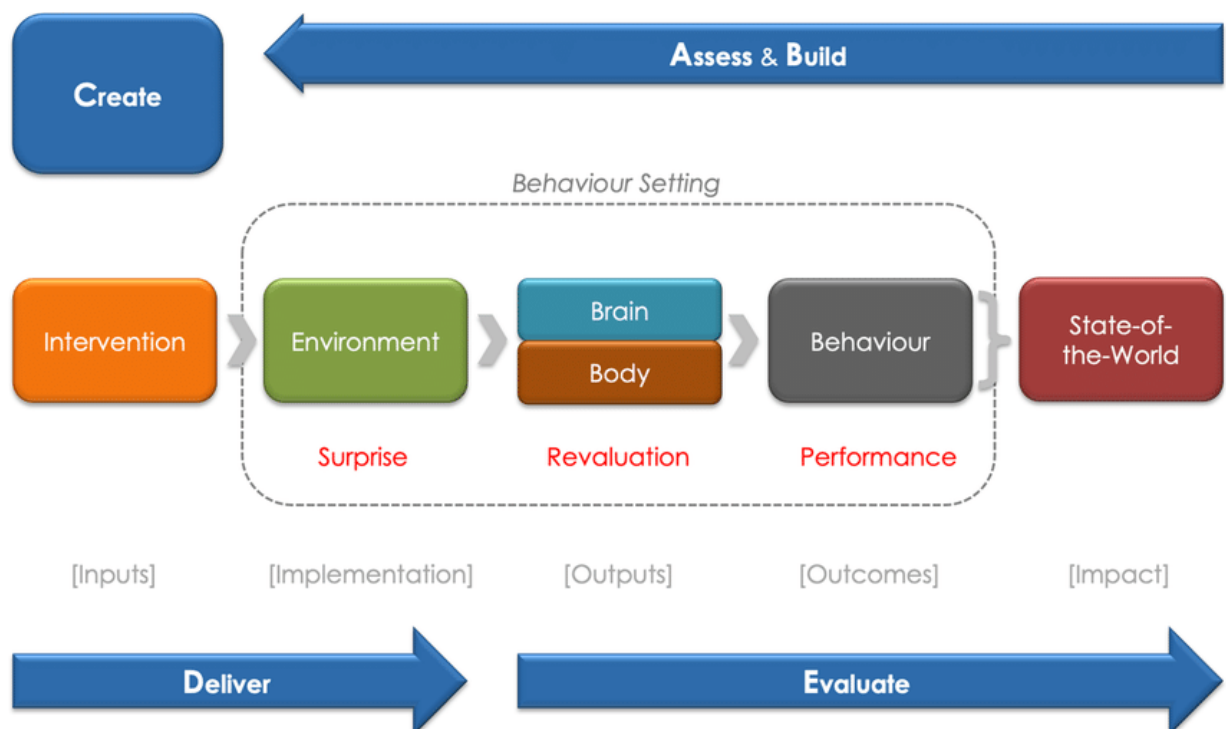 Create
Assess & Build
Behaviour Setting
Intervention
Environment
Brain
Body
Behaviour
State-of-
the-World
Surprise
Revaluation
Performance
[Inputs]
[Implementation]
[Outputs]
[Outcomes]
[Impact]
Deliver
Evaluate